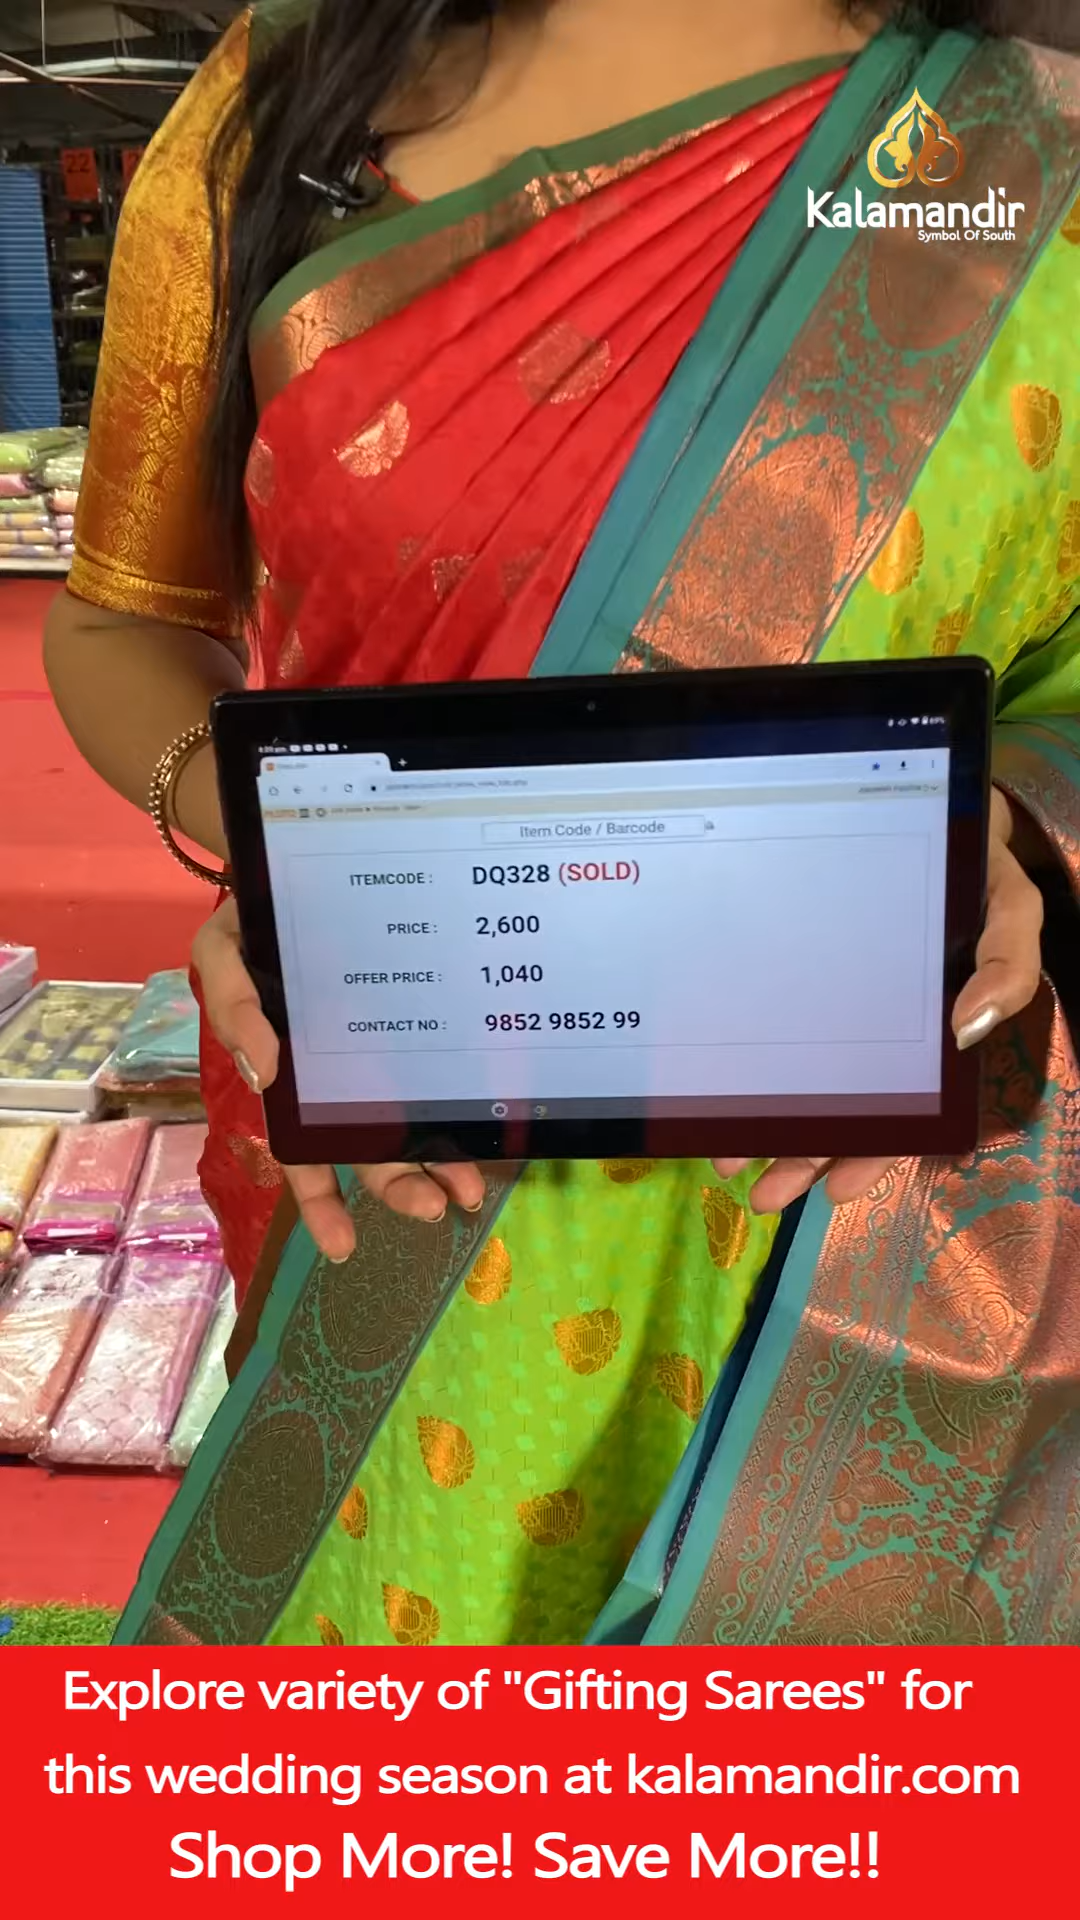 22
Kalamandir
Symbol Of South
69%
Item Code / Barcode
ITEMCODE : DQ328 (SOLD)
PRICE : 2,600
OFFER PRICE : 1,040
CONTACT NO : 9852 9852 99
Explore variety of "Gifting Sarees" for
this wedding season at kalamandir.com
Shop More! Save More!!